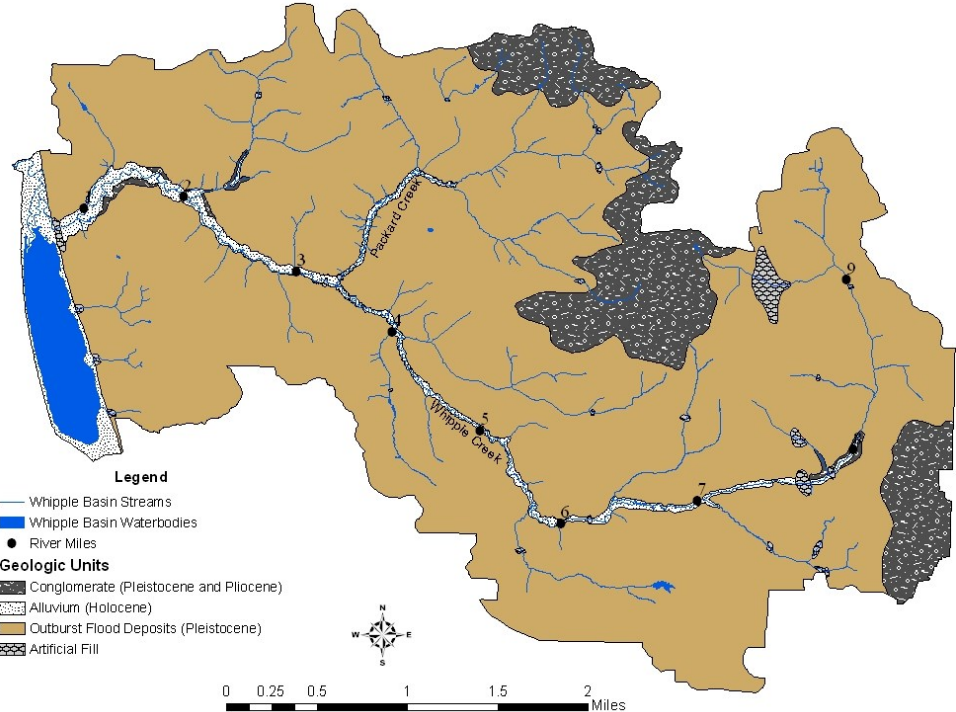 1
2
3
4
5
6
7
9
Packard Creek
Whipple Creek
Legend
Whipple Basin Streams
Whipple Basin Waterbodies
River Miles
Geologic Units
Conglomerate (Pleistocene and Pliocene)
Alluvium (Holocene)
Outburst Flood Deposits (Pleistocene)
Artificial Fill
N
W E
S
0 0.25 0.5 1 1.5 2
Miles